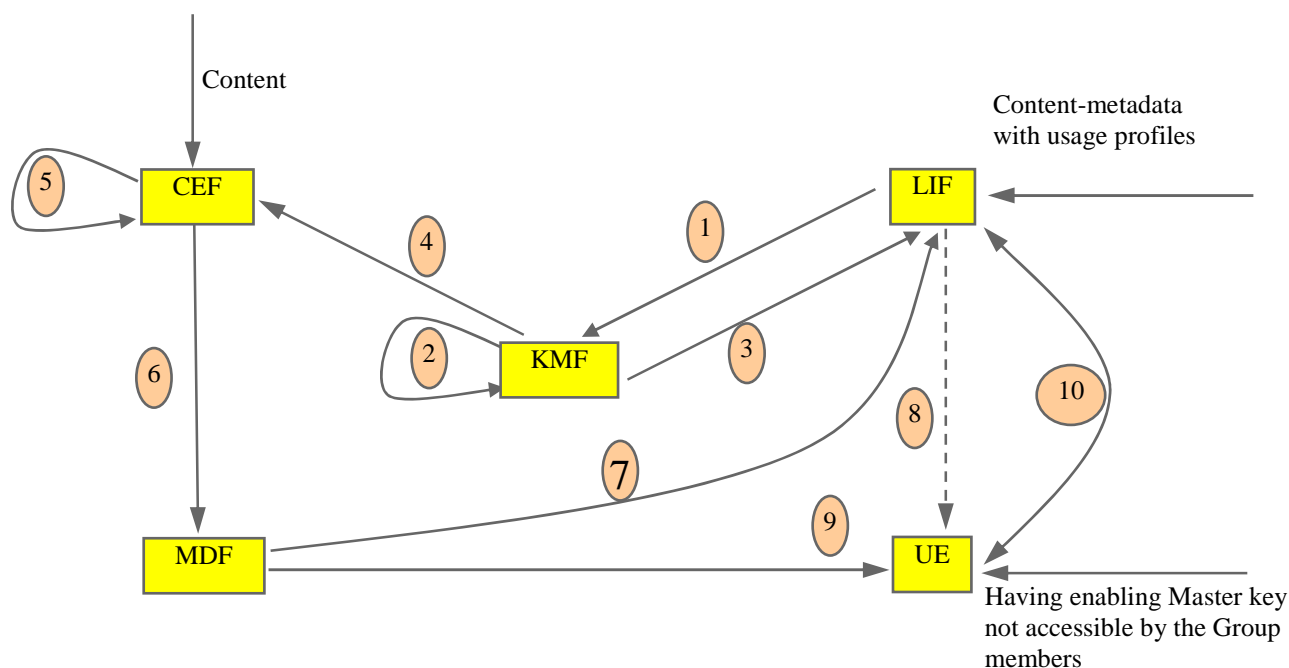 Content
Content-metadata
with usage profiles
5
CEF
LIF
4
1
2
KMF
3
6
8
10
7
9
MDF
UE
Having enabling Master key
not accessible by the Group
members